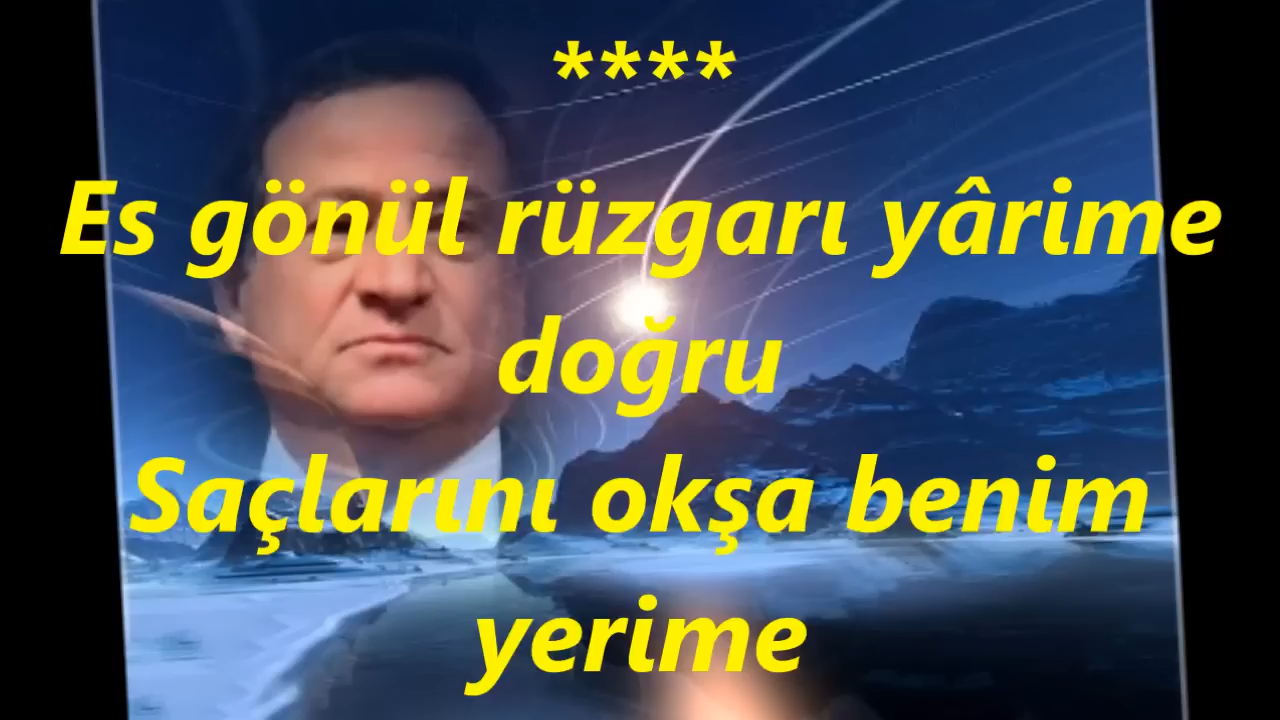 ****
Es gönül rüzgarı yârime
doğru
Saçlarını okşa benim
yerime